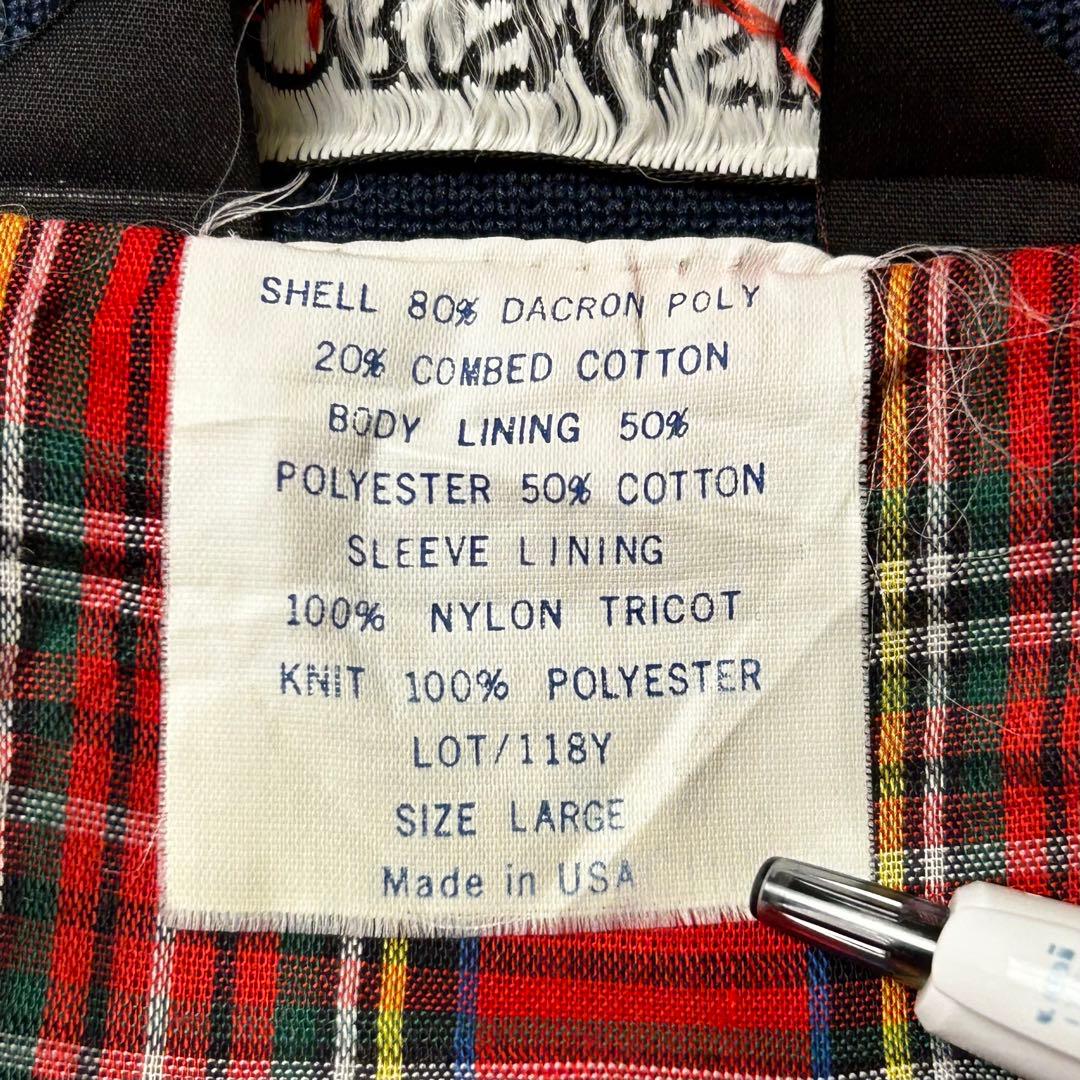 SHELL 80% DACRON POLY
20% COMBED COTTON
BODY LINING 50%
POLYESTER 50% COTTON
SLEEVE LINING
100% NYLON TRICOT
KNIT 100% POLYESTER
LOT/118Y
SIZE LARGE
Made in USA